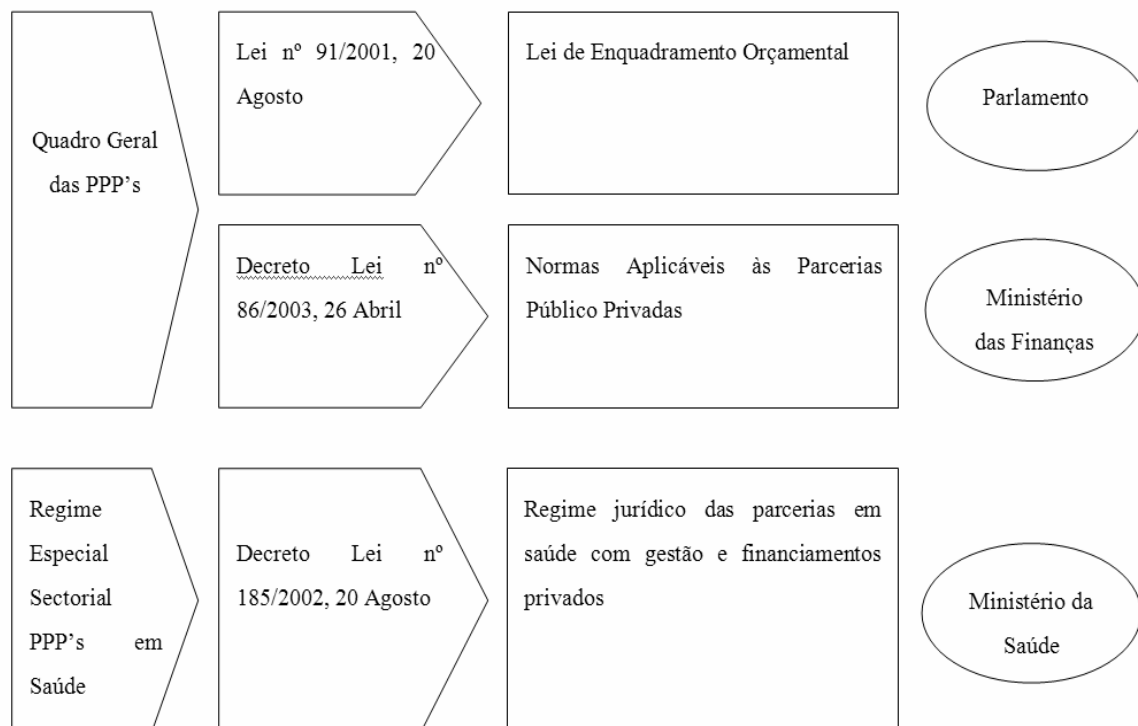 Quadro Geral
das PPP's
Lei nº 91/2001, 20
Agosto
Lei de Enquadramento Orçamental
Parlamento
Decreto Lei nº
86/2003, 26 Abril
Normas Aplicáveis às Parcerias
Público Privadas
Ministério
das Finanças
Regime
Especial
Sectorial
PPP's em
Saúde
Decreto Lei nº
185/2002, 20 Agosto
Regime jurídico das parcerias em
saúde com gestão e financiamentos
privados
Ministério da
Saúde